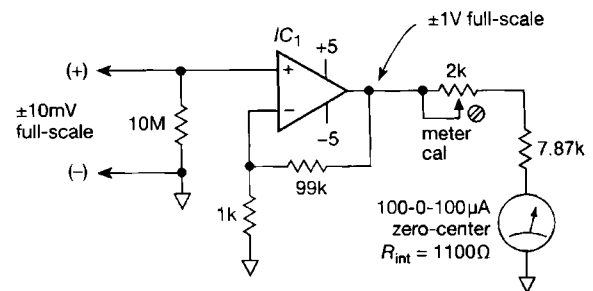 ±1V full-scale
IC₁
+5
(+)
+
2k
±10mV
full-scale
10M
−
−5
meter
cal
7.87k
(−)
99k
1k
100-0-100µA
zero-center
Rint = 1100Ω